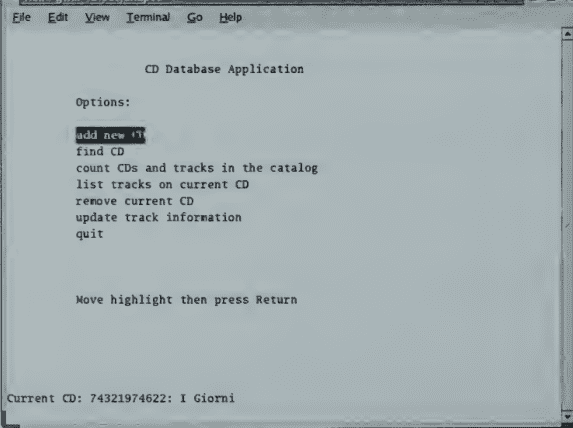 File Edit View Terminal Go Help
CD Database Application
Options:
add new
find CD
count CDs and tracks in the catalog
list tracks on current CD
remove current CD
update track information
quit
Move highlight then press Return
Current CD: 74321974622: I Giorni